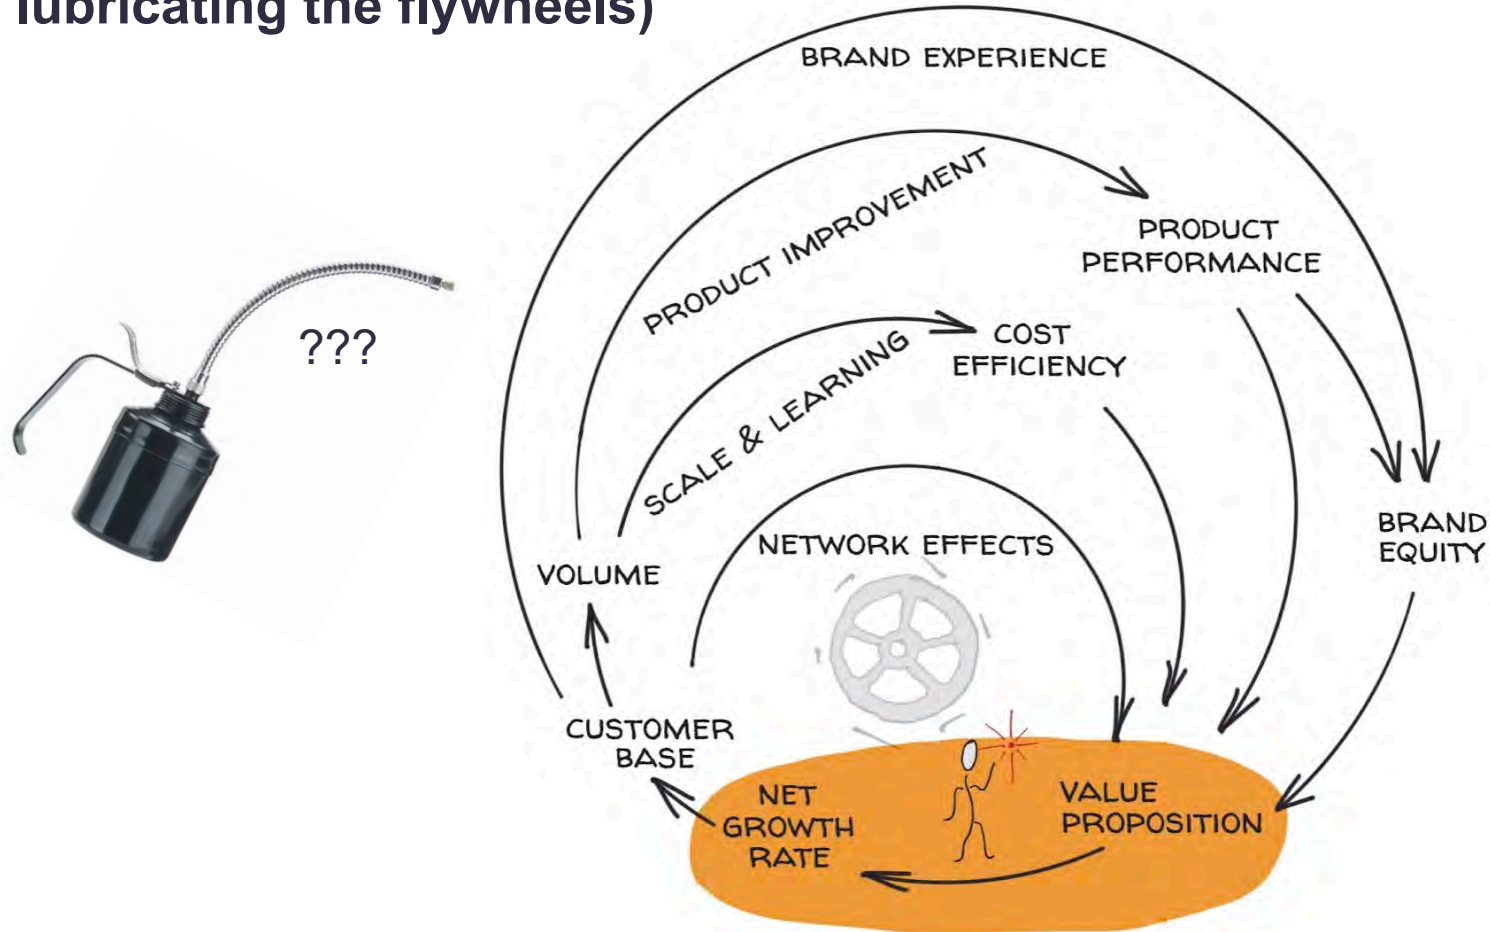 lubricating the flywheels)
BRAND EXPERIENCE
PRODUCT IMPROVEMENT
PRODUCT
PERFORMANCE
???
SCALE & LEARNING
COST
EFFICIENCY
NETWORK EFFECTS
BRAND
EQUITY
VOLUME
CUSTOMER
BASE
NET
GROWTH
RATE
VALUE
PROPOSITION